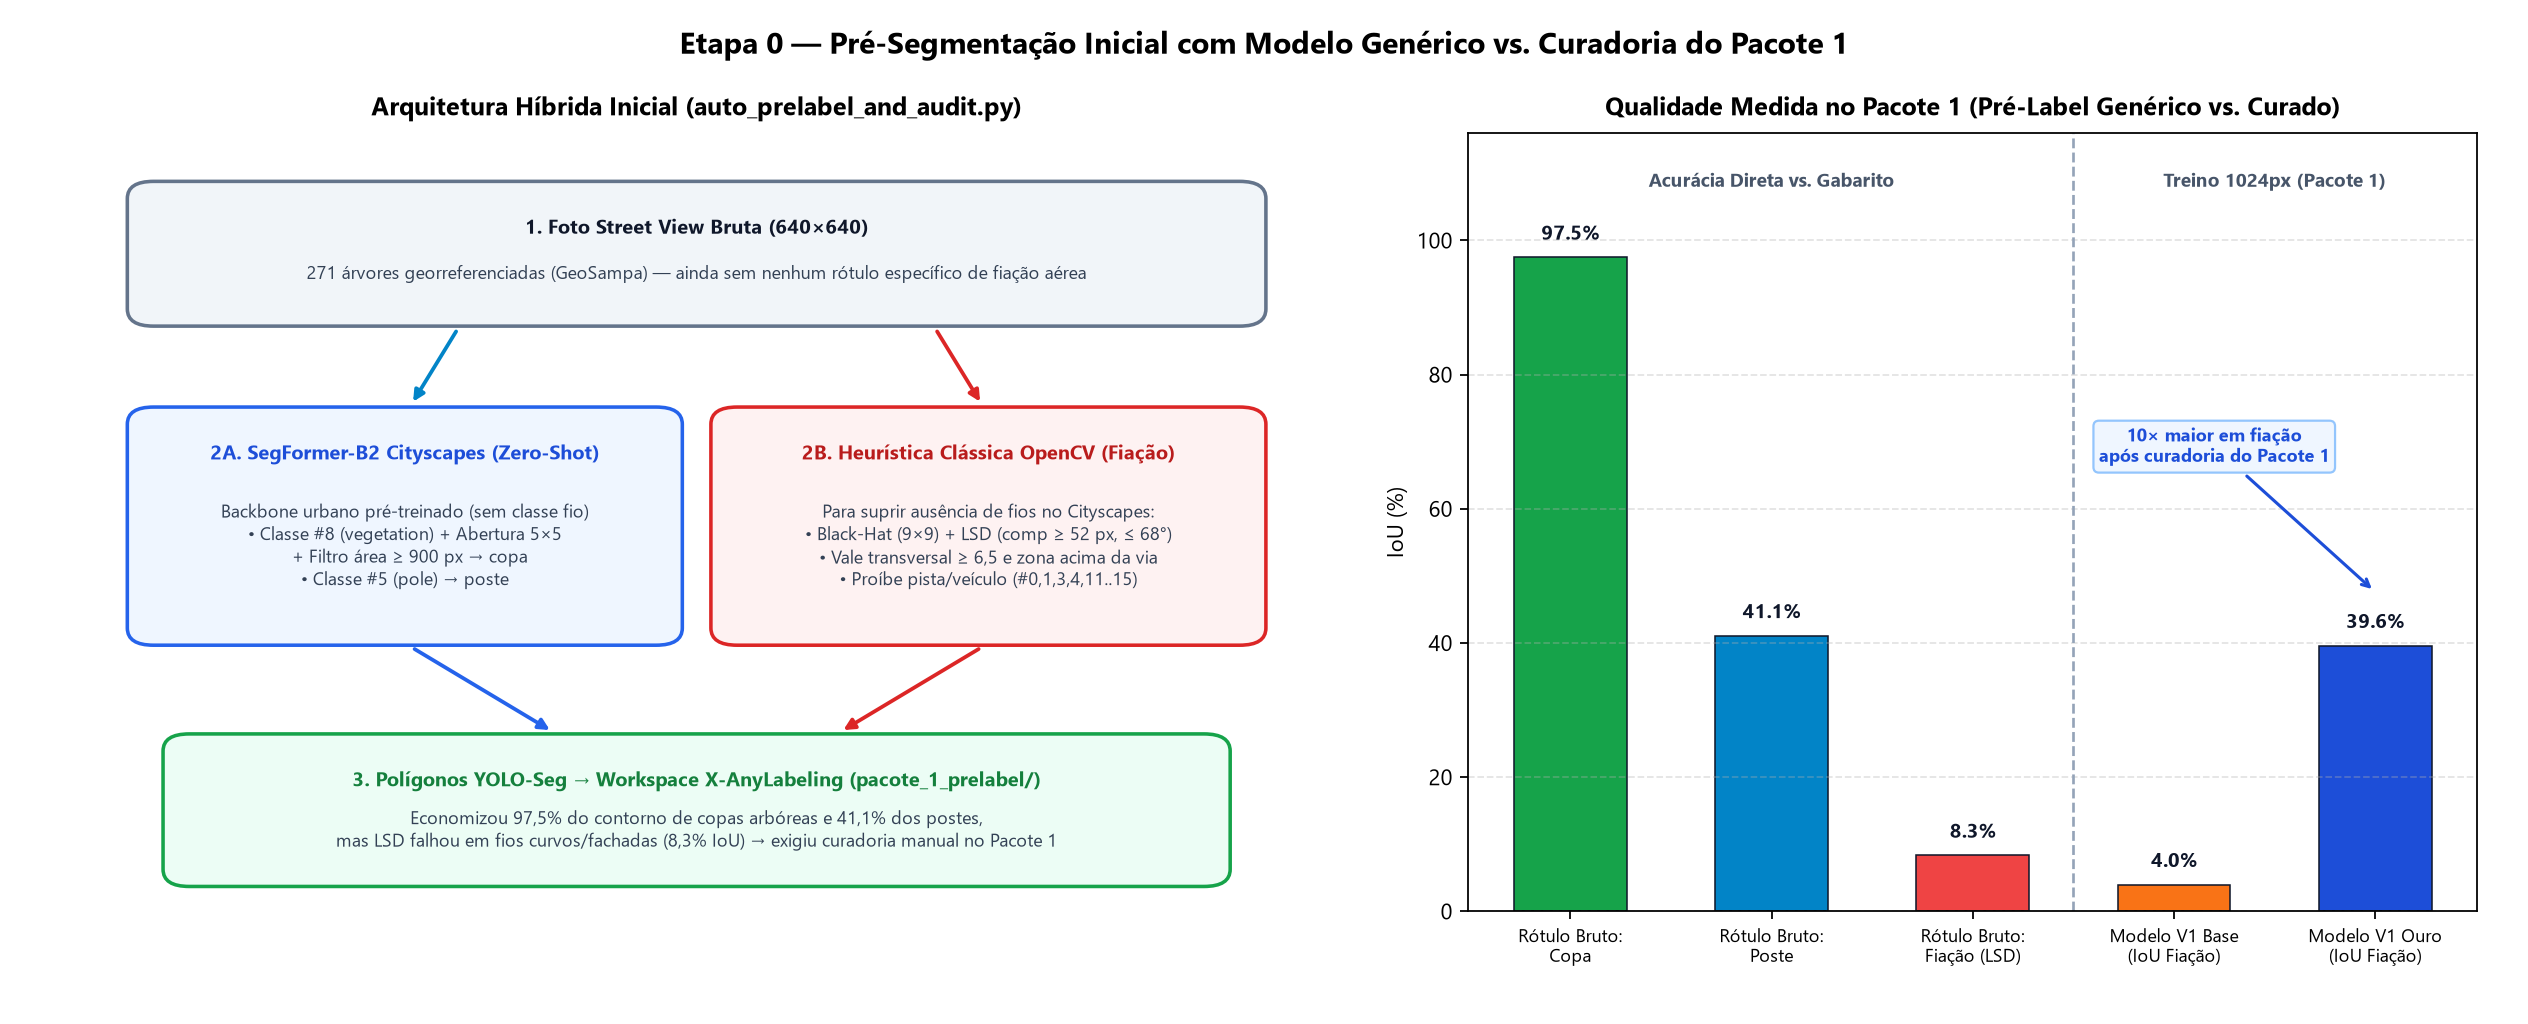 Etapa 0 — Pré-Segmentação Inicial com Modelo Genérico vs. Curadoria do Pacote 1
Arquitetura Híbrida Inicial (auto_prelabel_and_audit.py)
1. Foto Street View Bruta (640×640)
271 árvores georreferenciadas (GeoSampa) — ainda sem nenhum rótulo específico de fiação aérea
2A. SegFormer-B2 Cityscapes (Zero-Shot)
Backbone urbano pré-treinado (sem classe fio)
• Classe #8 (vegetation) + Abertura 5×5
+ Filtro área ≥ 900 px → copa
• Classe #5 (pole) → poste
2B. Heurística Clássica OpenCV (Fiação)
Para suprir ausência de fios no Cityscapes:
• Black-Hat (9×9) + LSD (comp ≥ 52 px, ≤ 68°)
• Vale transversal ≥ 6,5 e zona acima da via
• Proíbe pista/veículo (#0,1,3,4,11..15)
3. Polígonos YOLO-Seg → Workspace X-AnyLabeling (pacote_1_prelabel/)
Economizou 97,5% do contorno de copas arbóreas e 41,1% dos postes,
mas LSD falhou em fios curvos/fachadas (8,3% IoU) → exigiu curadoria manual no Pacote 1
Qualidade Medida no Pacote 1 (Pré-Label Genérico vs. Curado)
Acurácia Direta vs. Gabarito
Treino 1024px (Pacote 1)
IoU (%)
100
80
60
40
20
0
97.5%
41.1%
8.3%
4.0%
39.6%
10× maior em fiação
após curadoria do Pacote 1
Rótulo Bruto:
Copa
Rótulo Bruto:
Poste
Rótulo Bruto:
Fiação (LSD)
Modelo V1 Base
(IoU Fiação)
Modelo V1 Ouro
(IoU Fiação)